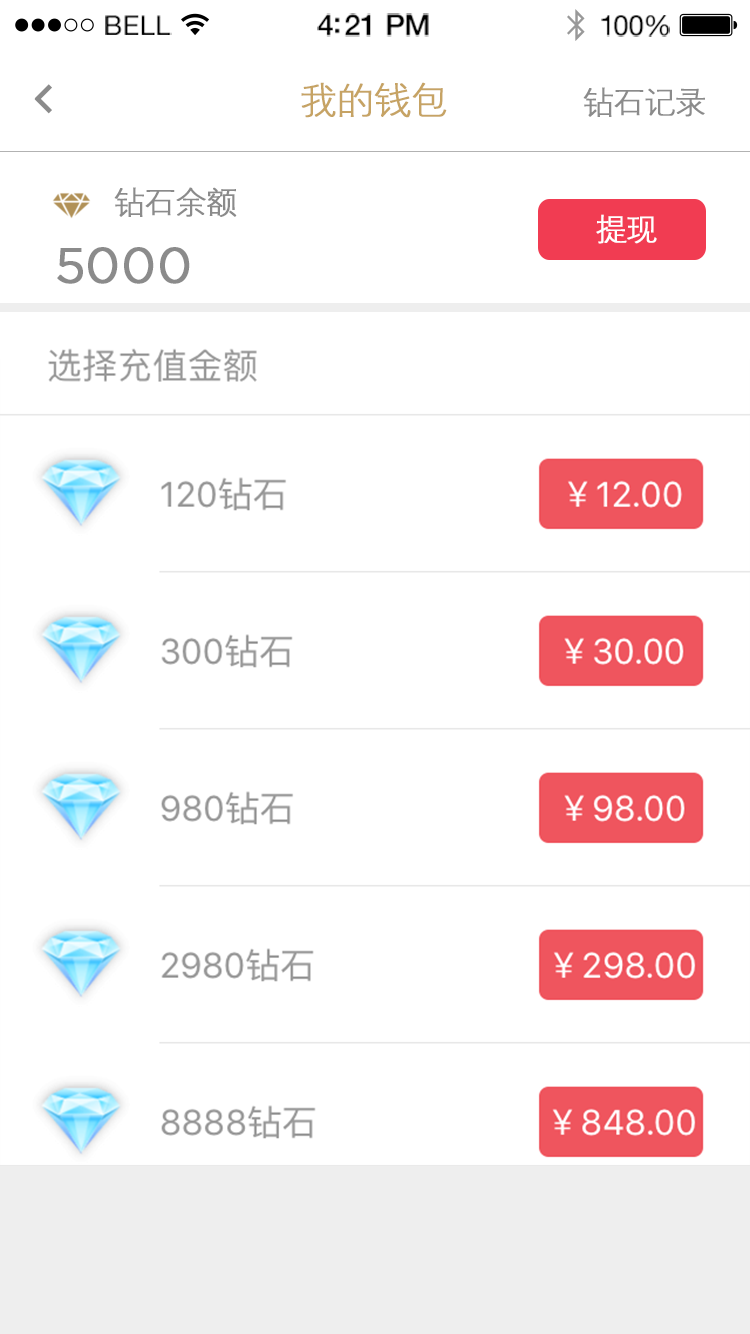 BELL 4:21 PM 100%
我的钱包 钻石记录
钻石余额
5000 提现
选择充值金额
120钻石 ¥12.00
300钻石 ¥30.00
980钻石 ¥98.00
2980钻石 ¥298.00
8888钻石 ¥848.00